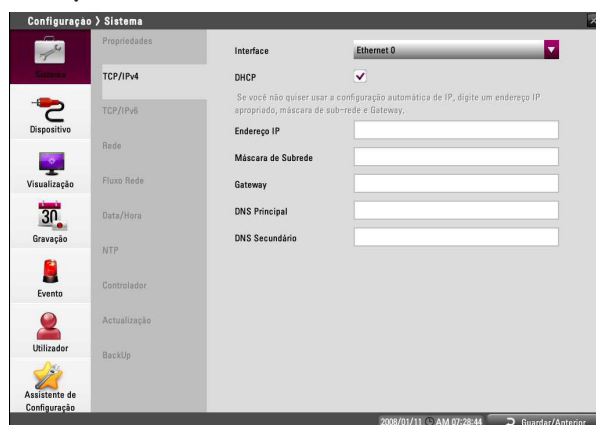 Configuração > Sistema
Sistema
Dispositivo
Visualização
30
Gravação
Evento
Utilizador
Assistente de
Configuração
Propriedades
TCP/IPv4
TCP/IPv6
Rede
Fluxo Rede
Data/Hora
NTP
Controlador
Actualização
BackUp
Interface
Ethernet 0
DHCP
Se você não quiser usar a configuração automática de IP, digite um endereço IP
apropriado, máscara de sub-rede e Gateway.
Endereço IP
Máscara de Subrede
Gateway
DNS Principal
DNS Secundário
2008/01/11 AM 07:28:44
Guardar/Anterior